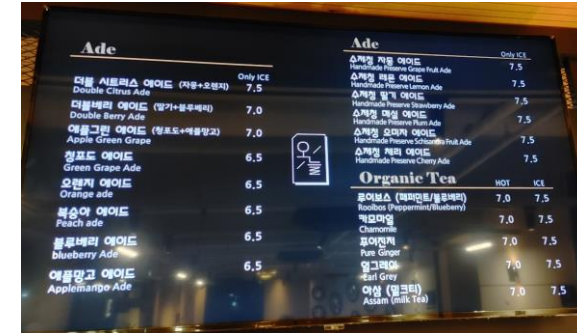 Ade
Only ICE
더블 시트러스 에이드 (자몽+오렌지) 7.5
Double Citrus Ade
더블베리 에이드 (딸기+블루베리) 7.0
Double Berry Ade
애플그린 에이드 (청포도+애플망고) 7.0
Apple Green Grape
청포도 에이드 6.5
Green Grape Ade
오렌지 에이드 6.5
Orange ade
복숭아 에이드 6.5
Peach ade
블루베리 에이드 6.5
blueberry Ade
애플망고 에이드 6.5
Applemango Ade
Ade
Only ICE
수제청 자몽 에이드 7.5
Handmade Preserve Grape Fruit Ade
수제청 레몬 에이드 7.5
Handmade Preserve Lemon Ade
수제청 딸기 에이드 7.5
Handmade Preserve Strawberry Ade
수제청 매실 에이드 7.5
Handmade Preserve Plum Ade
수제청 오미자 에이드 7.5
Handmade Preserve Schisandra Fruit Ade
수제청 체리 에이드 7.5
Handmade Preserve Cherry Ade
Organic Tea
HOT ICE
루이보스 (페퍼민트/블루베리) 7.0 7.5
Rooibos (Peppermint/Blueberry)
캐모마일 7.0 7.5
Chamomile
퓨어진저 7.0 7.5
Pure Ginger
얼그레이 7.0 7.5
Earl Grey
아삼 (밀크티) 7.0 7.5
Assam (milk Tea)